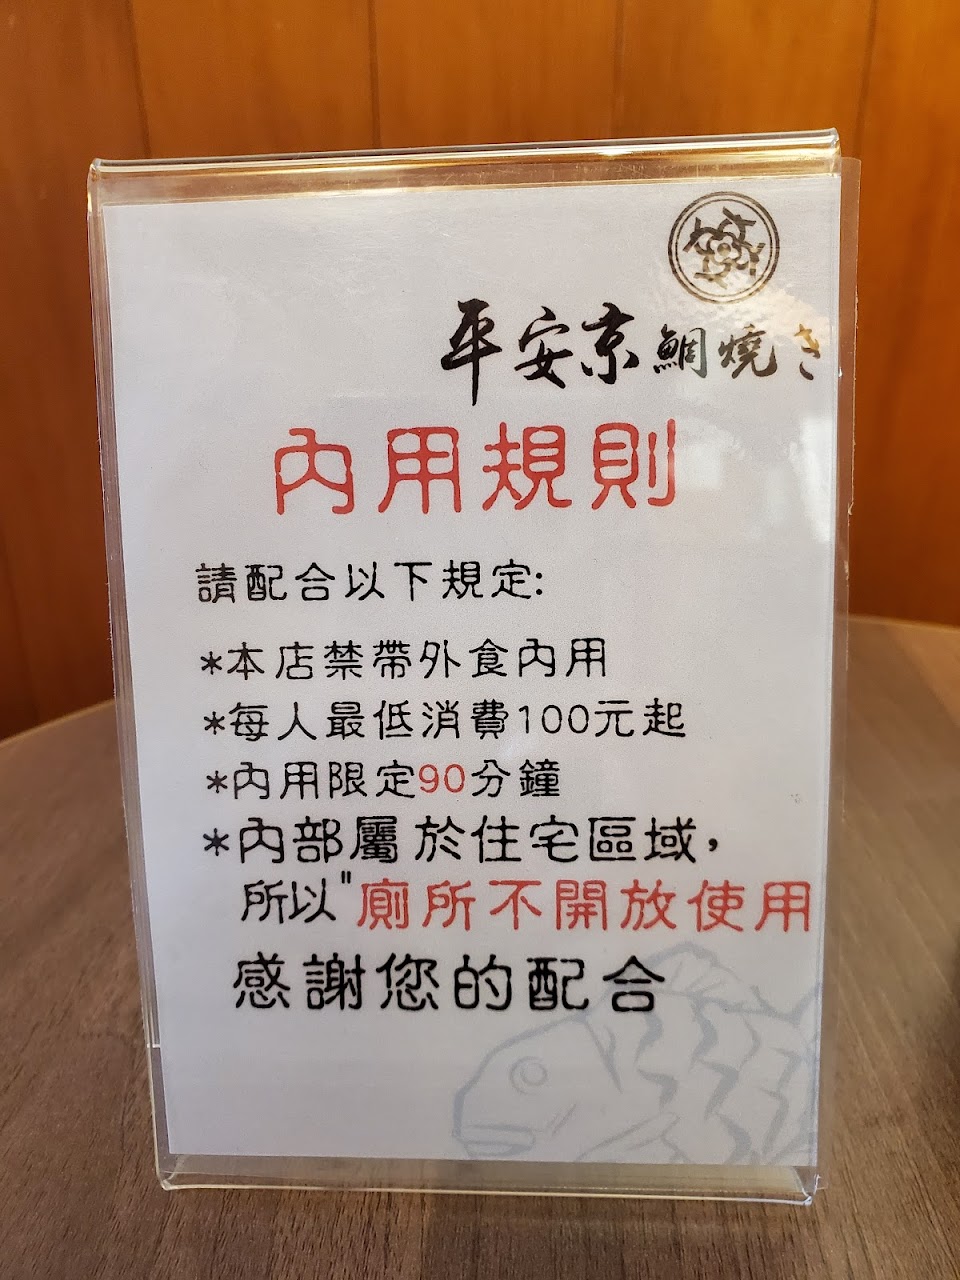 平安京鯛燒き
內用規則
請配合以下規定:
*本店禁帶外食內用
*每人最低消費100元起
*內用限定90分鐘
*內部屬於住宅區域，
所以"廁所不開放使用
感謝您的配合